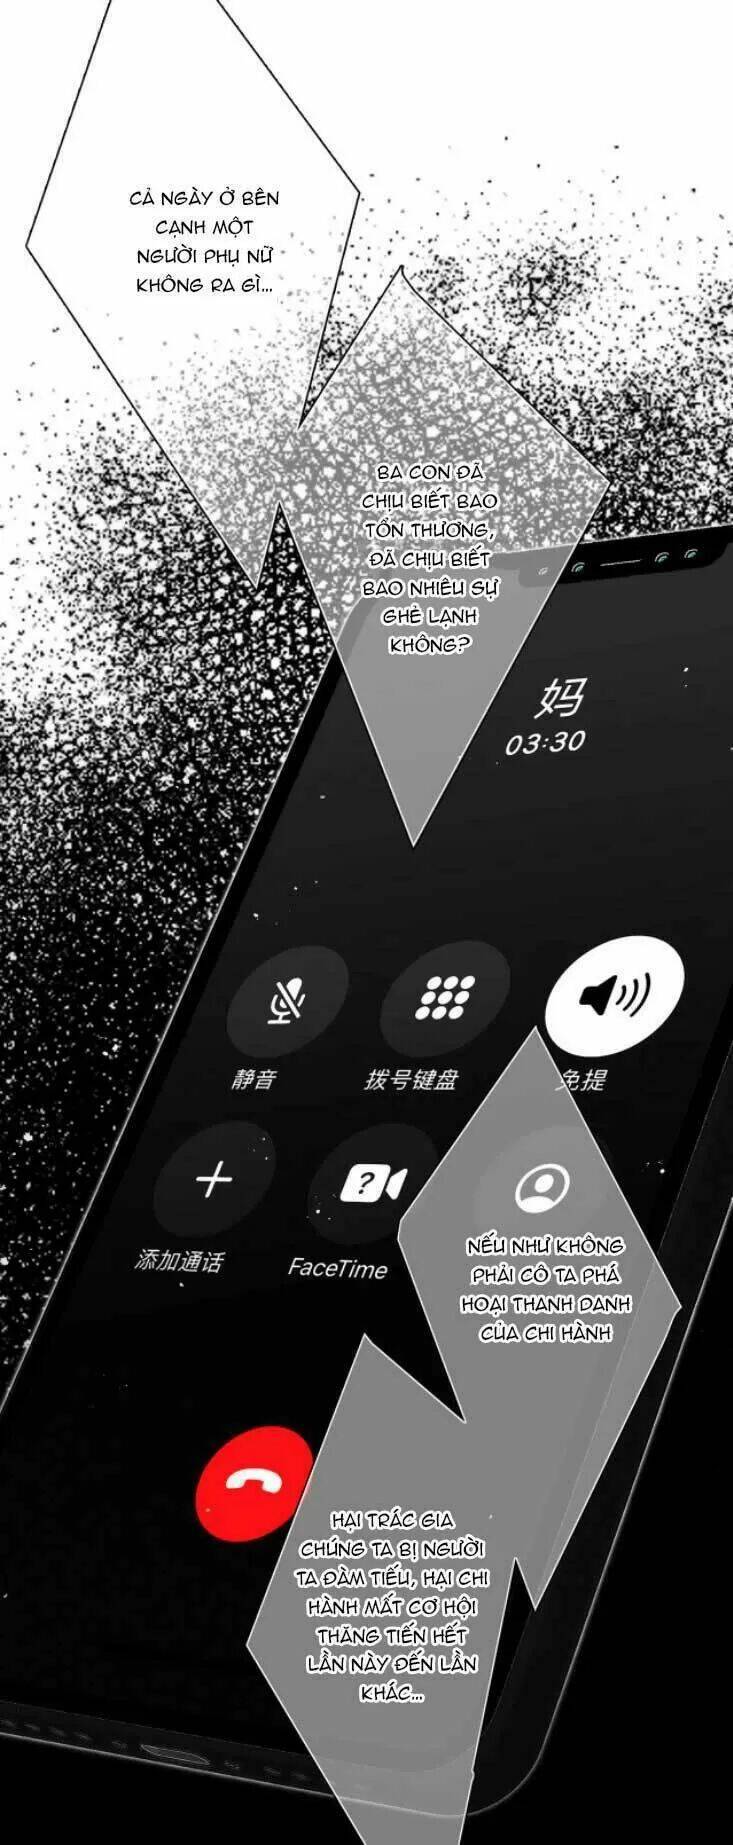 CẢ NGÀY Ở BÊN
CẠNH MỘT
NGƯỜI PHỤ NỮ
KHÔNG RA GÌ...
BA CON ĐÃ
CHỊU BIẾT BAO
TỔN THƯƠNG,
ĐÃ CHỊU BIẾT
BAO NHIÊU SỰ
GHẺ LẠNH
KHÔNG?
妈
03:30
静音
拨号键盘
免提
添加通话
FaceTime
NẾU NHƯ KHÔNG
PHẢI CÔ TA PHÁ
HOẠI THANH DANH
CỦA CHI HÀNH
HẠI TRÁC GIA
CHÚNG TA BỊ NGƯỜI
TA ĐÀM TIẾU, HẠI CHI
HÀNH MẤT CƠ HỘI
THĂNG TIẾN HẾT
LẦN NÀY ĐẾN LẦN
KHÁC...